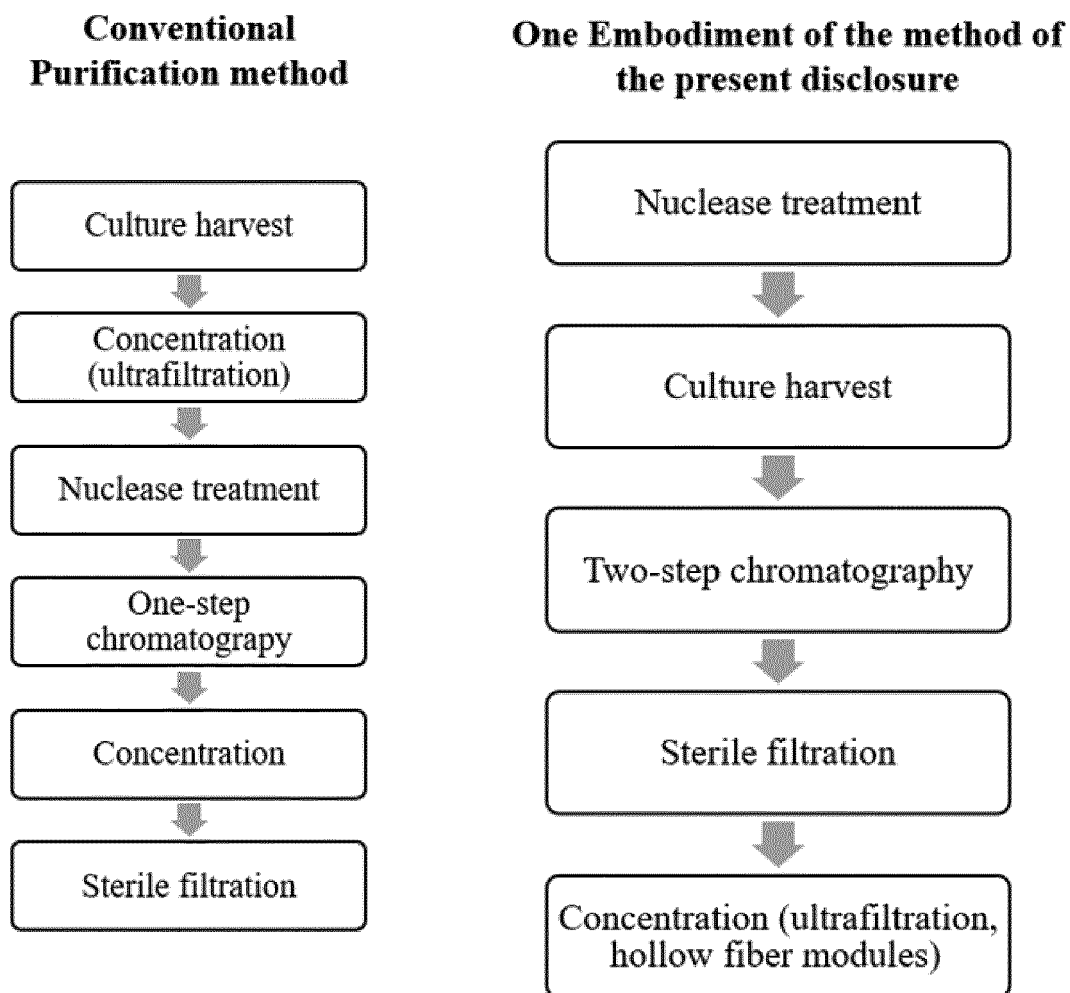 Conventional
Purification method
Culture harvest
Concentration
(ultrafiltration)
Nuclease treatment
One-step
chromatograpy
Concentration
Sterile filtration
One Embodiment of the method of
the present disclosure
Nuclease treatment
Culture harvest
Two-step chromatography
Sterile filtration
Concentration (ultrafiltration,
hollow fiber modules)